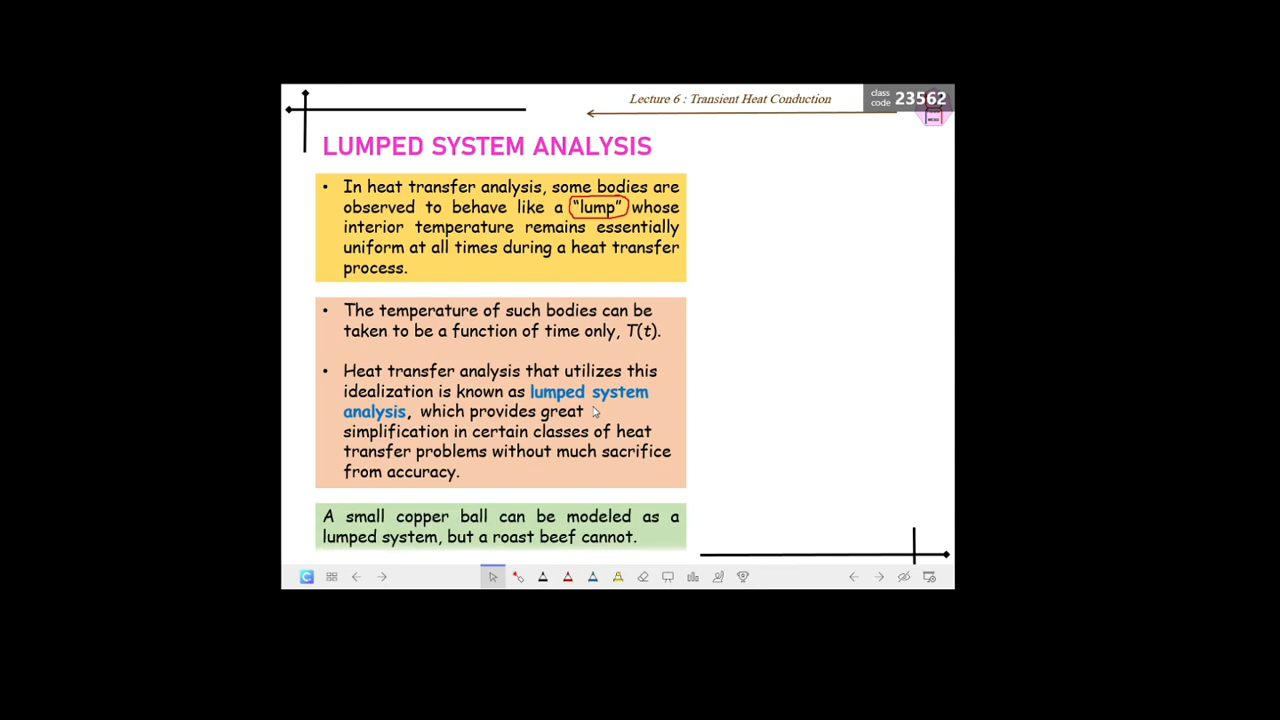 Lecture 6 : Transient Heat Conduction
class
code 23562
LUMPED SYSTEM ANALYSIS
• In heat transfer analysis, some bodies are
observed to behave like a “lump” whose
interior temperature remains essentially
uniform at all times during a heat transfer
process.
• The temperature of such bodies can be
taken to be a function of time only, T(t).
• Heat transfer analysis that utilizes this
idealization is known as lumped system
analysis, which provides great
simplification in certain classes of heat
transfer problems without much sacrifice
from accuracy.
A small copper ball can be modeled as a
lumped system, but a roast beef cannot.